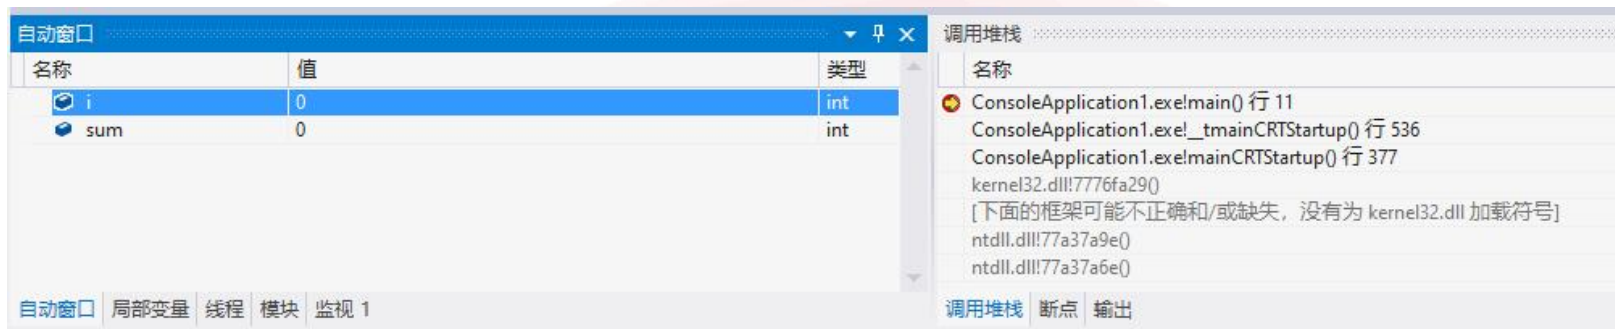 自动窗口
名称 值 类型
i 0 int
sum 0 int
自动窗口 局部变量 线程 模块 监视 1
调用堆栈
名称
ConsoleApplication1.exe!main() 行 11
ConsoleApplication1.exe!__tmainCRTStartup() 行 536
ConsoleApplication1.exe!mainCRTStartup() 行 377
kernel32.dll!7776fa29()
[下面的框架可能不正确和/或缺失，没有为 kernel32.dll 加载符号]
ntdll.dll!77a37a9e()
ntdll.dll!77a37a6e()
调用堆栈 断点 输出